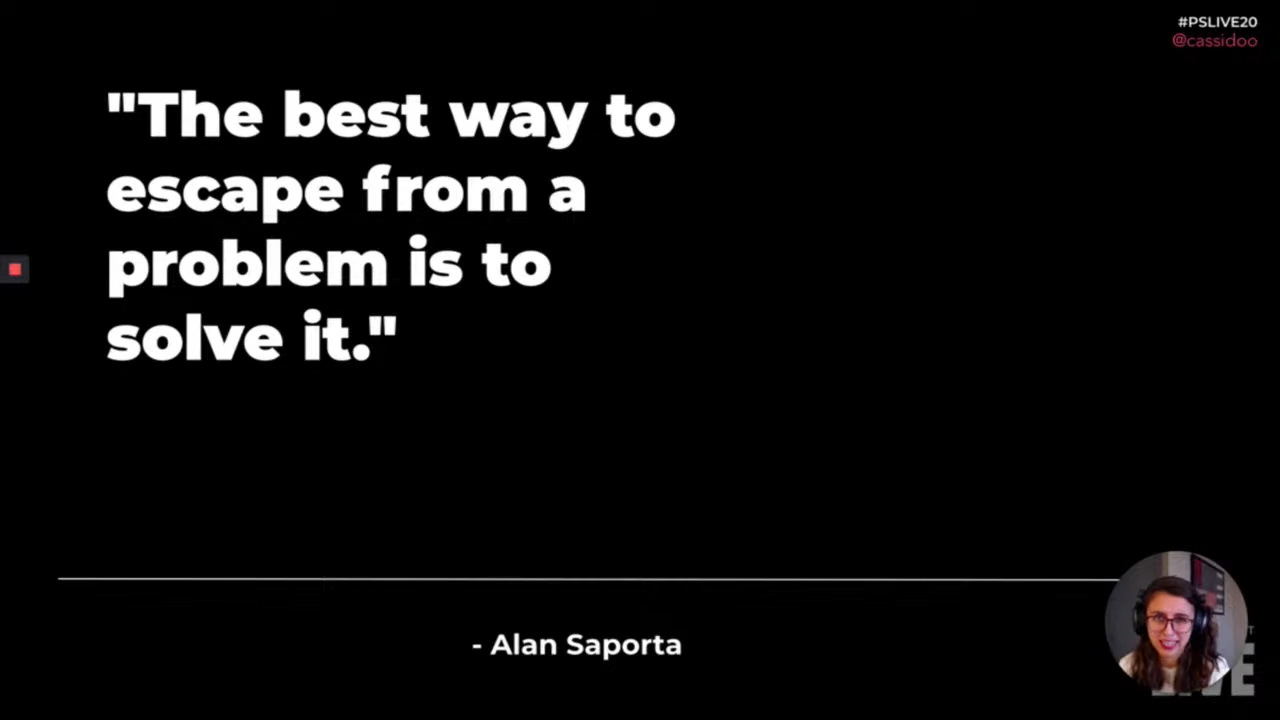 #PSLIVE20
@cassidoo
"The best way to
escape from a
problem is to
solve it."
- Alan Saporta